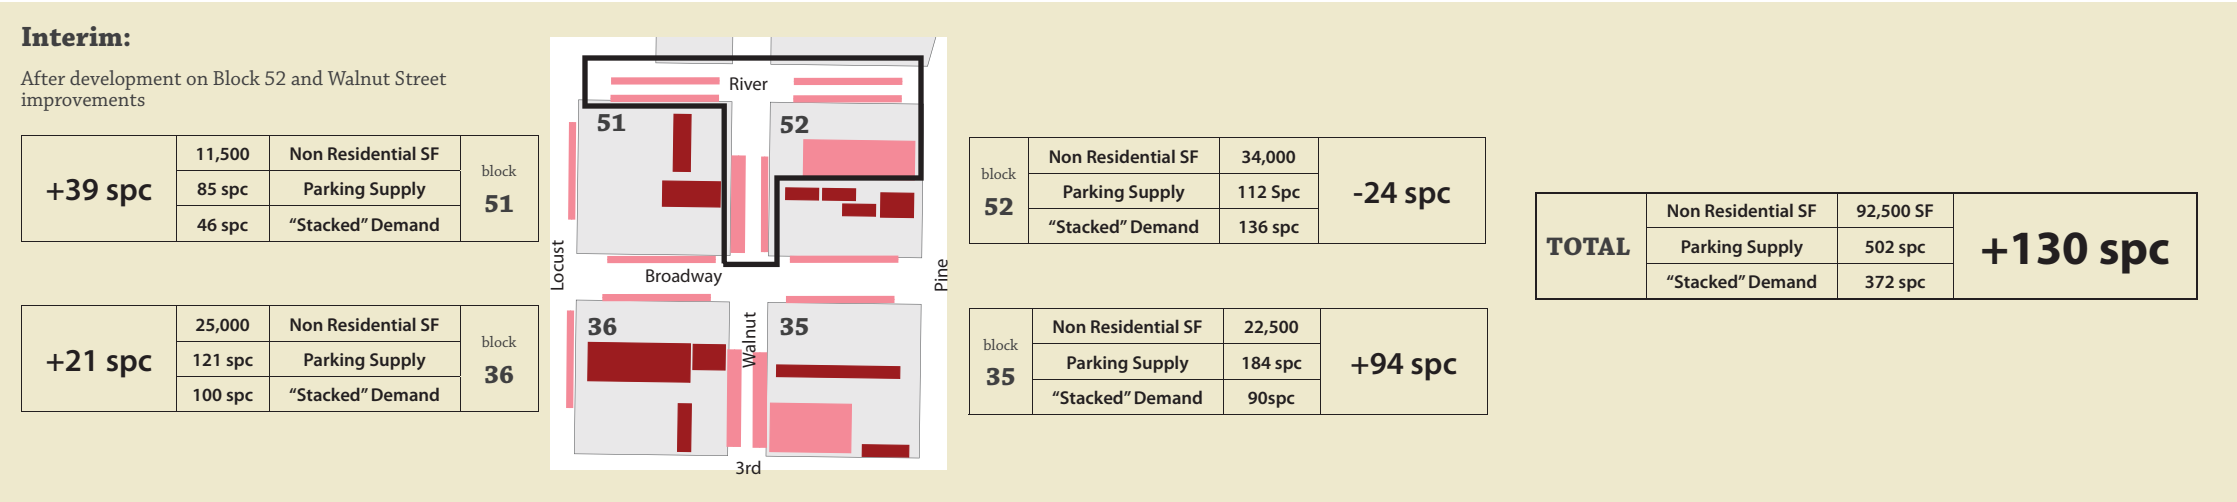 Interim:
After development on Block 52 and Walnut Street
improvements
+39 spc
11,500 Non Residential SF
85 spc Parking Supply
46 spc “Stacked” Demand
block
51
+21 spc
25,000 Non Residential SF
121 spc Parking Supply
100 spc “Stacked” Demand
block
36
River
51
52
Locust
Broadway
Pine
36
Walnut
35
3rd
block
52
Non Residential SF 34,000
Parking Supply 112 Spc
“Stacked” Demand 136 spc
-24 spc
block
35
Non Residential SF 22,500
Parking Supply 184 spc
“Stacked” Demand 90spc
+94 spc
TOTAL
Non Residential SF 92,500 SF
Parking Supply 502 spc
“Stacked” Demand 372 spc
+130 spc